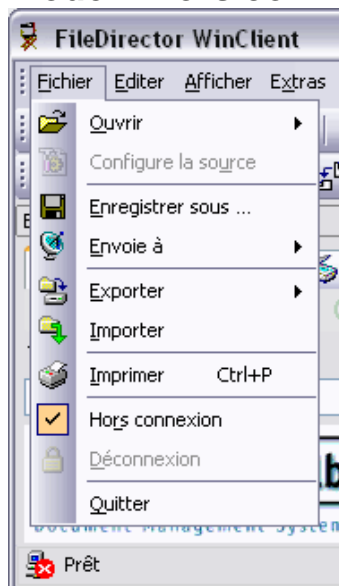 FileDirector WinClient
Fichier Editer Afficher Extras
Ouvrir
Configure la source
Enregistrer sous ...
Envoie à
Exporter
Importer
Imprimer Ctrl+P
Hors connexion
Déconnexion
Quitter
Document Management System
Prêt